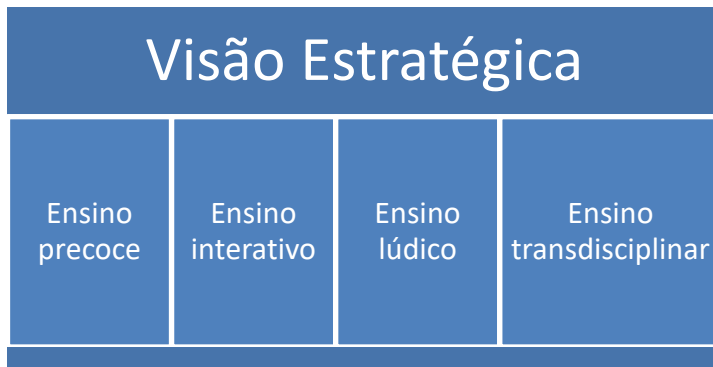 Visão Estratégica
Ensino
precoce
Ensino
interativo
Ensino
lúdico
Ensino
transdisciplinar